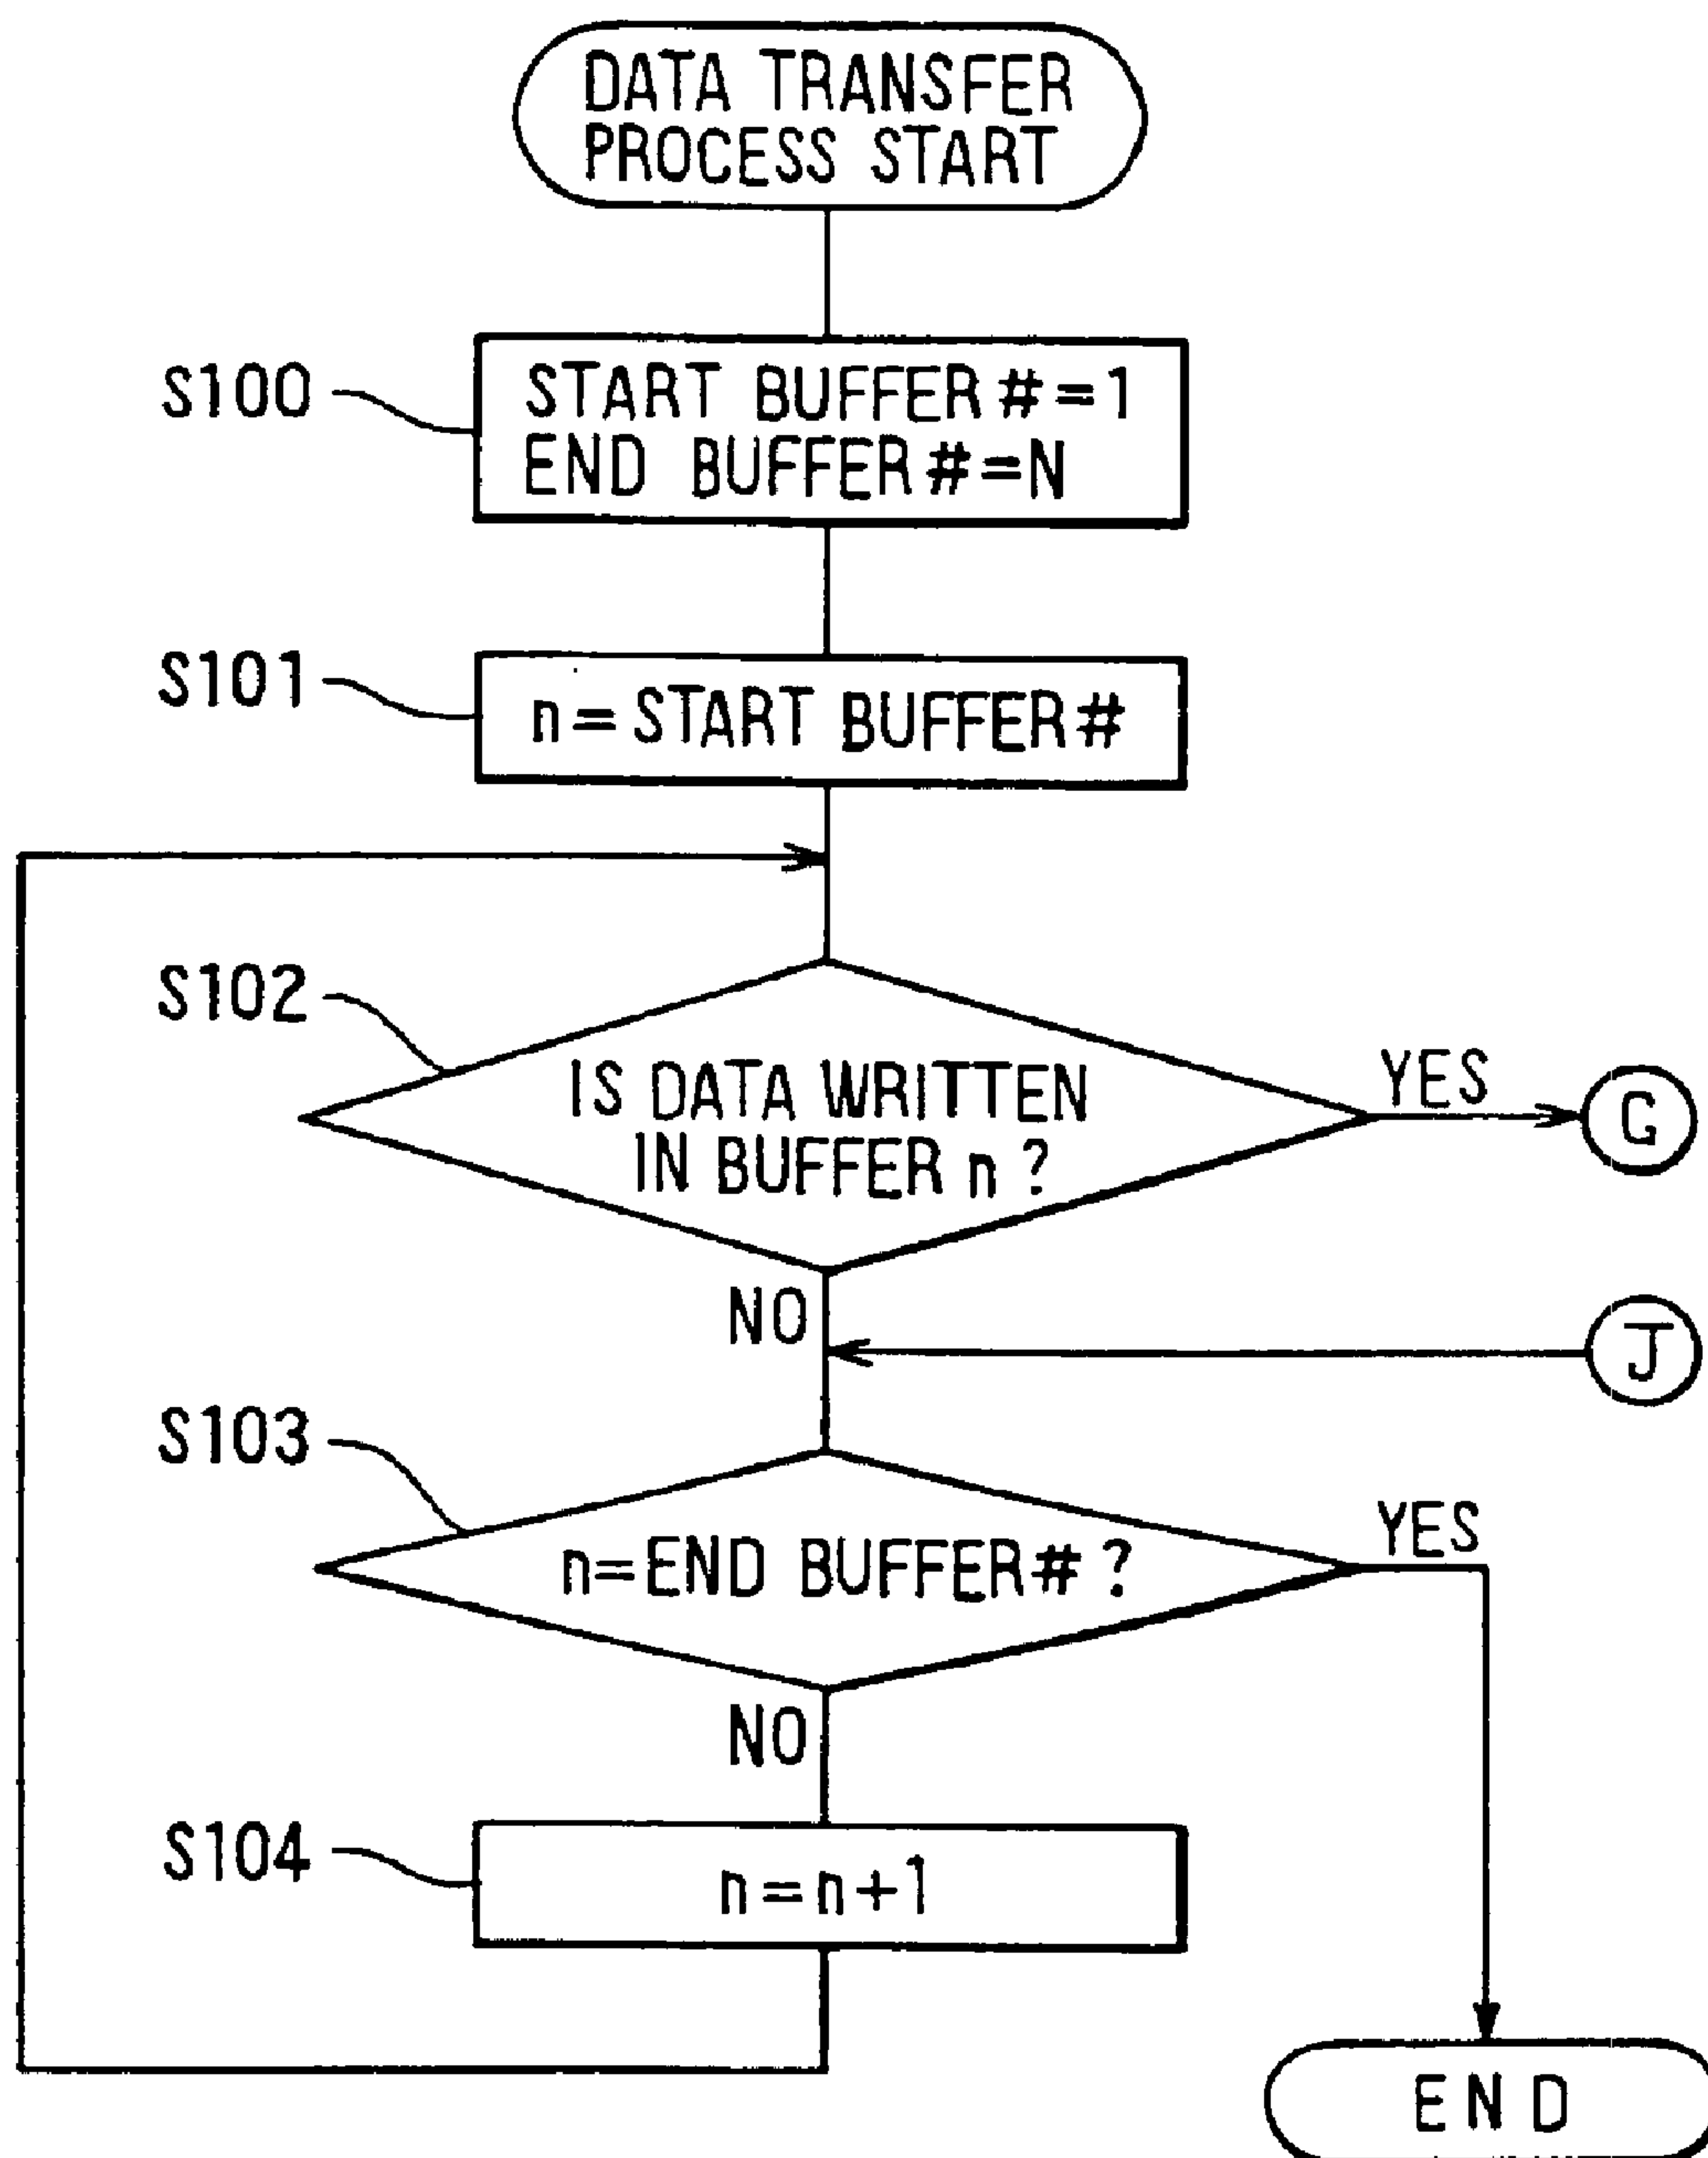 DATA TRANSFER
PROCESS START
S100
START BUFFER #=1
END BUFFER #=N
S101
n=START BUFFER #
S102
IS DATA WRITTEN
IN BUFFER n ?
YES
G
NO
J
S103
n=END BUFFER # ?
YES
NO
S104
n=n+1
END